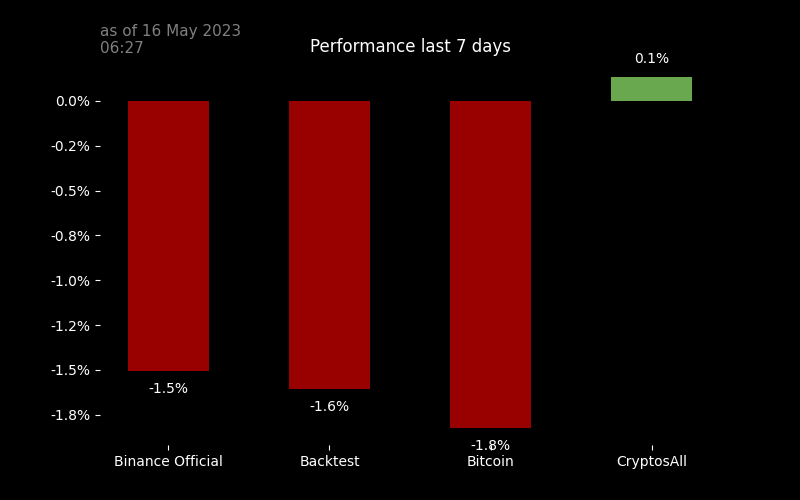 as of 16 May 2023
06:27
Performance last 7 days
0.1%
0.0%
-0.2%
-0.5%
-0.8%
-1.0%
-1.2%
-1.5%
-1.8%
-1.5%
-1.6%
-1.8%
Binance Official
Backtest
Bitcoin
CryptosAll